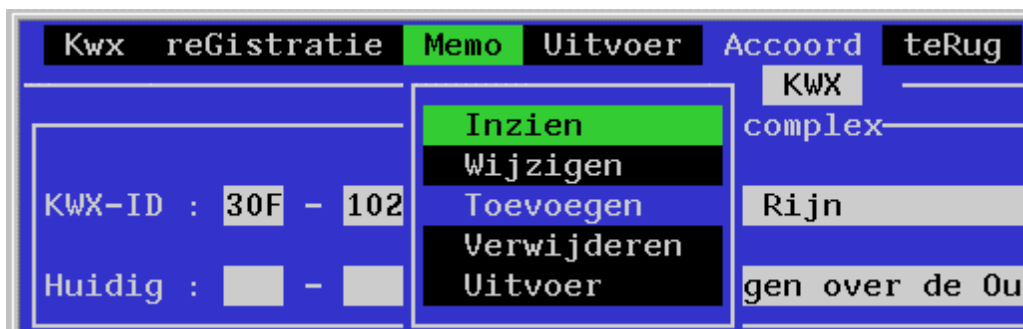 Kwx reGistratie Memo Uitvoer Accoord teRug
KWX
Inzien complex
Wijzigen
KWX-ID : 30F - 102 Toevoegen Rijn
Verwijderen
Huidig : - Uitvoer gen over de Ou